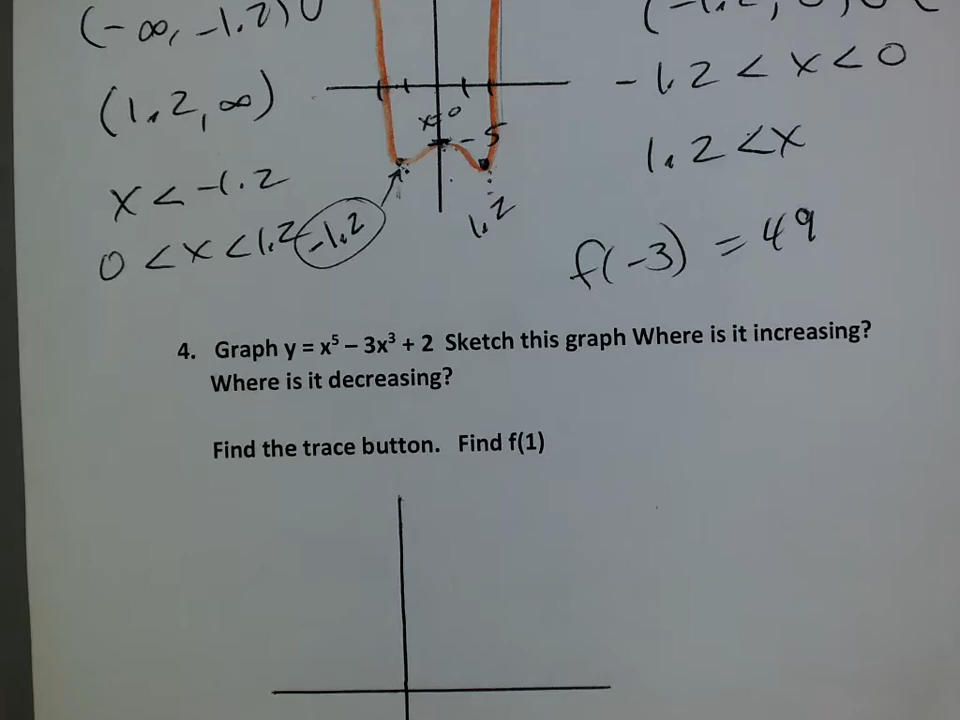 (-∞, -1.2) U
(1.2, ∞)
x < -1.2
0 < x < 1.2
-1.2
x=0
-5
1.2
-1.2 < x < 0
1.2 < x
f(-3) = 49
4. Graph y = x⁵ – 3x³ + 2 Sketch this graph Where is it increasing?
Where is it decreasing?
Find the trace button. Find f(1)